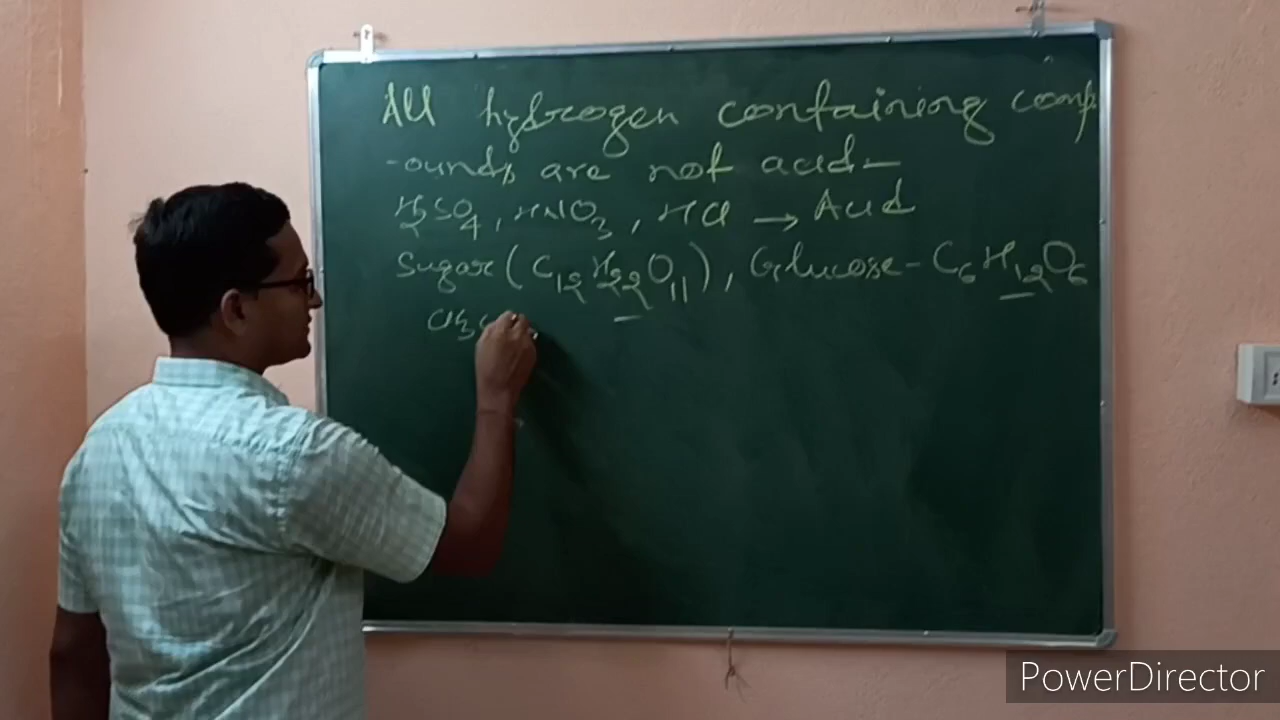 All hydrogen containing comp
-ounds are not acid-
H₂SO₄, HNO₃, HCl → Acid
Sugar (C₁₂H₂₂O₁₁), Glucose - C₆H₁₂O₆
CH₃
PowerDirector